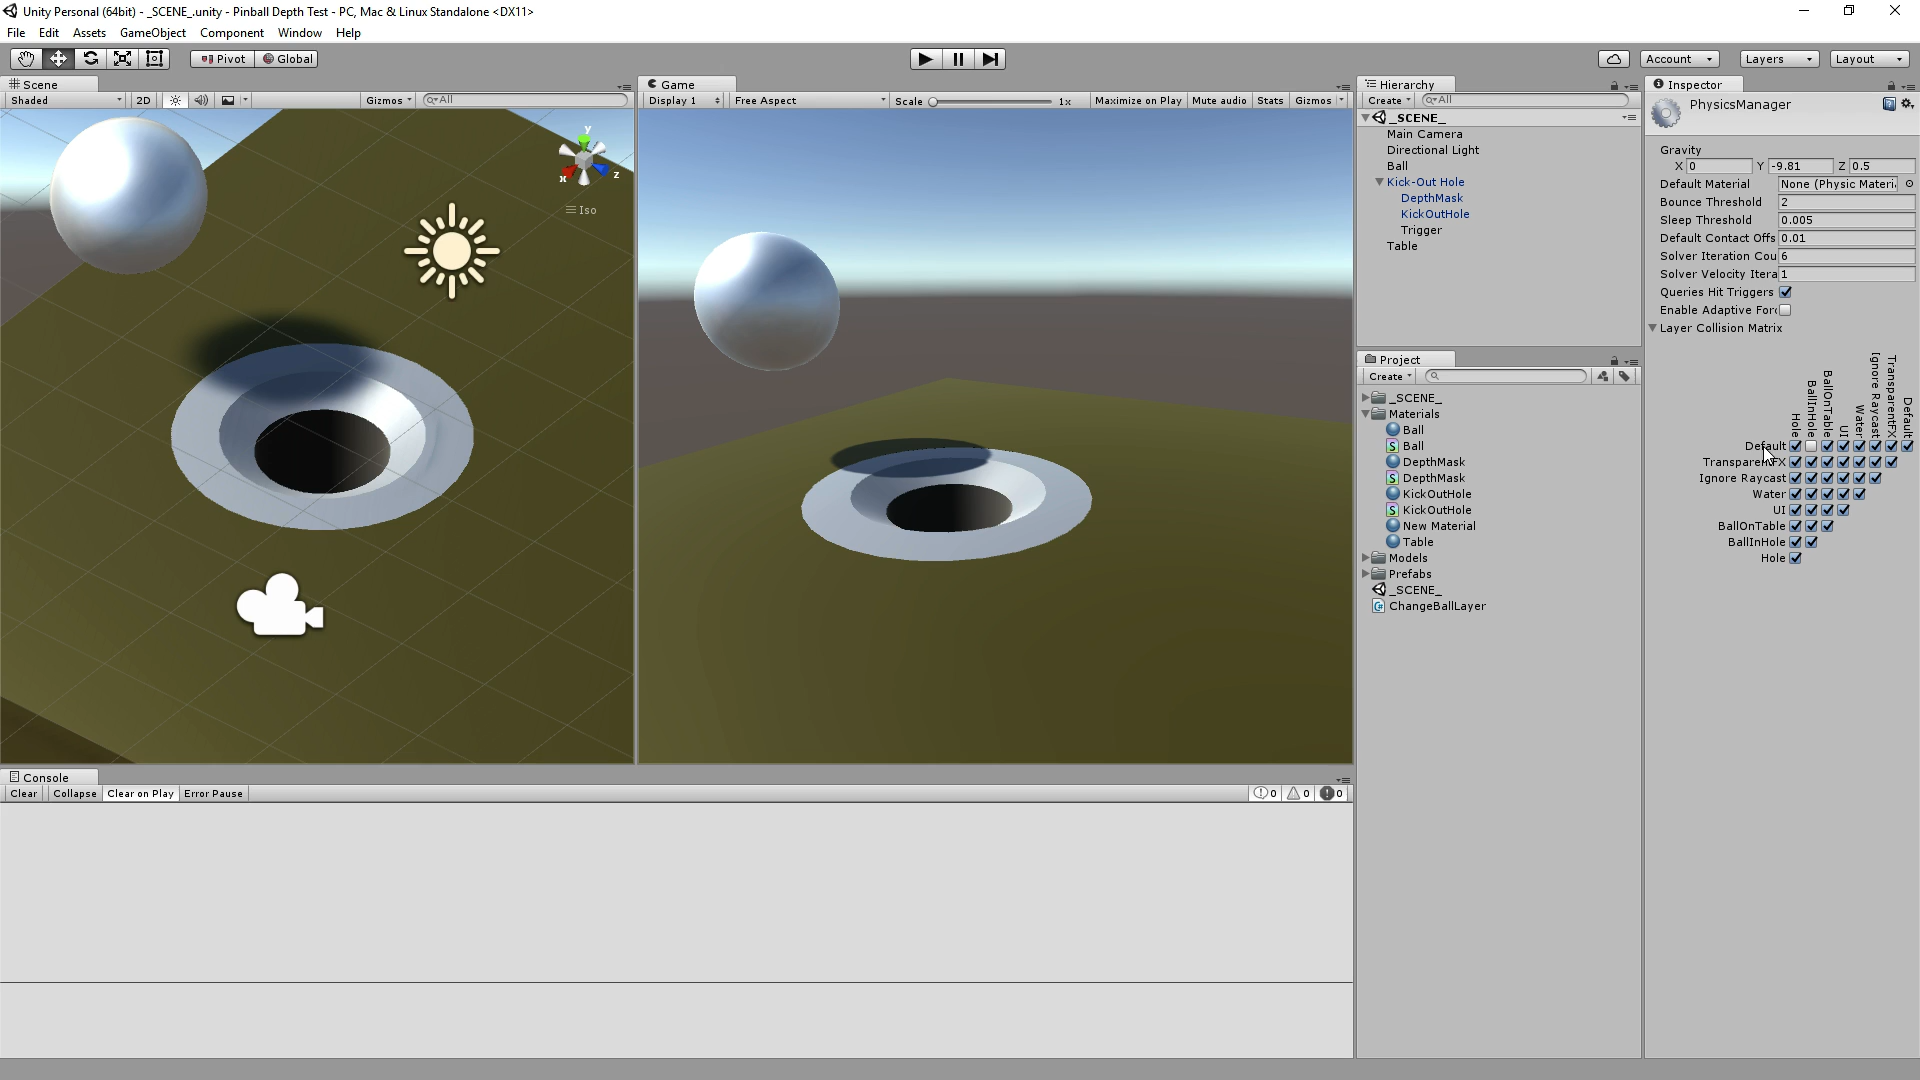 Unity Personal (64bit) - _SCENE_.unity - Pinball Depth Test - PC, Mac & Linux Standalone <DX11>
File Edit Assets GameObject Component Window Help
Pivot Global Account Layers Layout
Scene
Shaded 2D Gizmos All
y
x
z
Iso
Game
Display 1 Free Aspect Scale 1x Maximize on Play Mute audio Stats Gizmos
Console
Clear Collapse Clear on Play Error Pause 0 0 0
Hierarchy
Create All
_SCENE_
Main Camera
Directional Light
Ball
Kick-Out Hole
DepthMask
KickOutHole
Trigger
Table
Project
Create
_SCENE_
Materials
Ball
Ball
DepthMask
DepthMask
KickOutHole
KickOutHole
New Material
Table
Models
Prefabs
_SCENE_
ChangeBallLayer
Inspector
PhysicsManager
Gravity
X 0 Y -9.81 Z 0.5
Default Material None (Physic Materi
Bounce Threshold 2
Sleep Threshold 0.005
Default Contact Offs 0.01
Solver Iteration Cou 6
Solver Velocity Itera 1
Queries Hit Triggers
Enable Adaptive Forc
Layer Collision Matrix
Hole
BallInHole
BallOnTable
UI
Water
Ignore Raycast
TransparentFX
Default
Default
TransparentFX
Ignore Raycast
Water
UI
BallOnTable
BallInHole
Hole